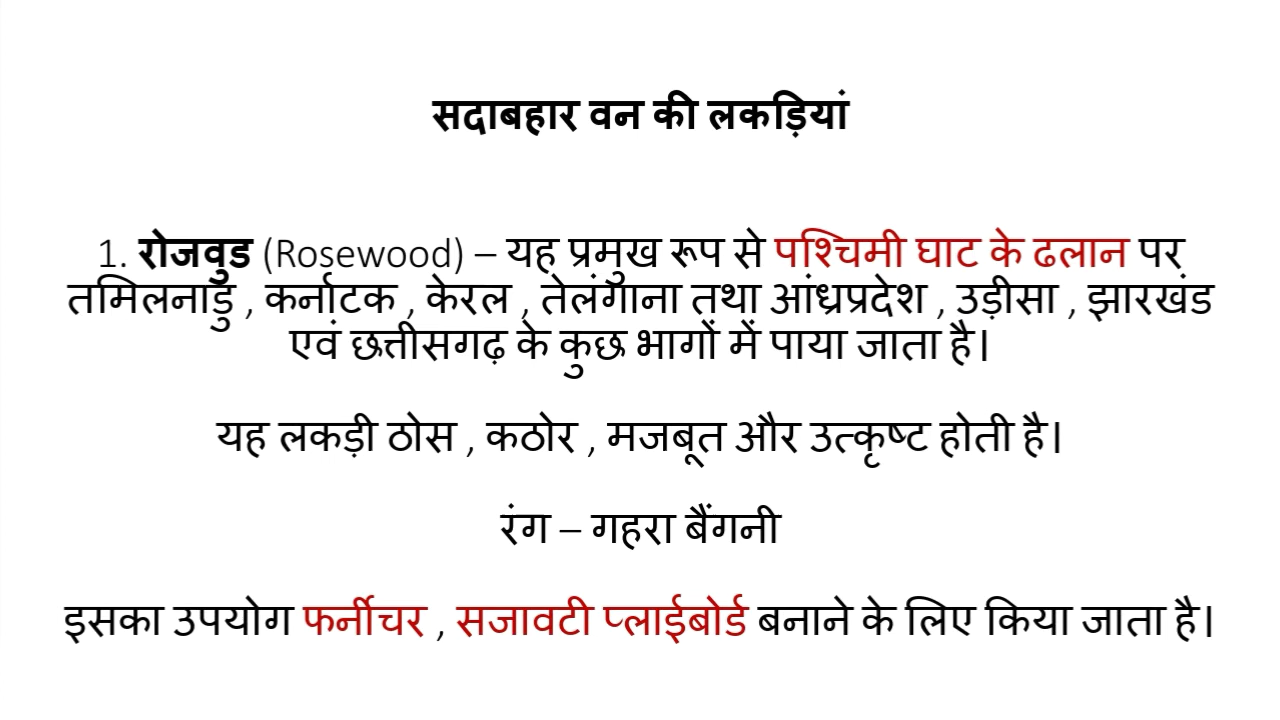 सदाबहार वन की लकड़ियां
1. रोजवुड (Rosewood) – यह प्रमुख रूप से पश्चिमी घाट के ढलान पर
तमिलनाडु , कर्नाटक , केरल , तेलंगाना तथा आंध्रप्रदेश , उड़ीसा , झारखंड
एवं छत्तीसगढ़ के कुछ भागों में पाया जाता है।
यह लकड़ी ठोस , कठोर , मजबूत और उत्कृष्ट होती है।
रंग – गहरा बैंगनी
इसका उपयोग फर्नीचर , सजावटी प्लाईबोर्ड बनाने के लिए किया जाता है।